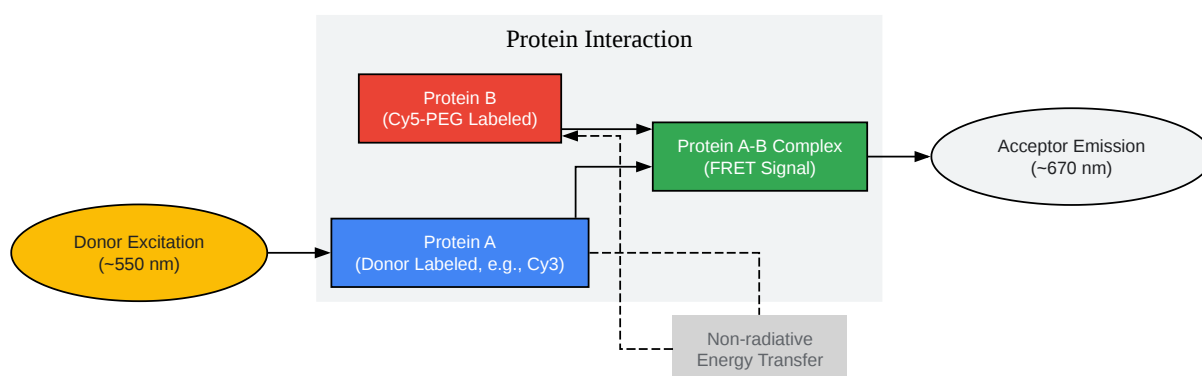 Protein Interaction
Protein B
(Cy5-PEG Labeled)
Protein A-B Complex
(FRET Signal)
Acceptor Emission
(~670 nm)
Donor Excitation
(~550 nm)
Protein A
(Donor Labeled, e.g., Cy3)
Non-radiative
Energy Transfer